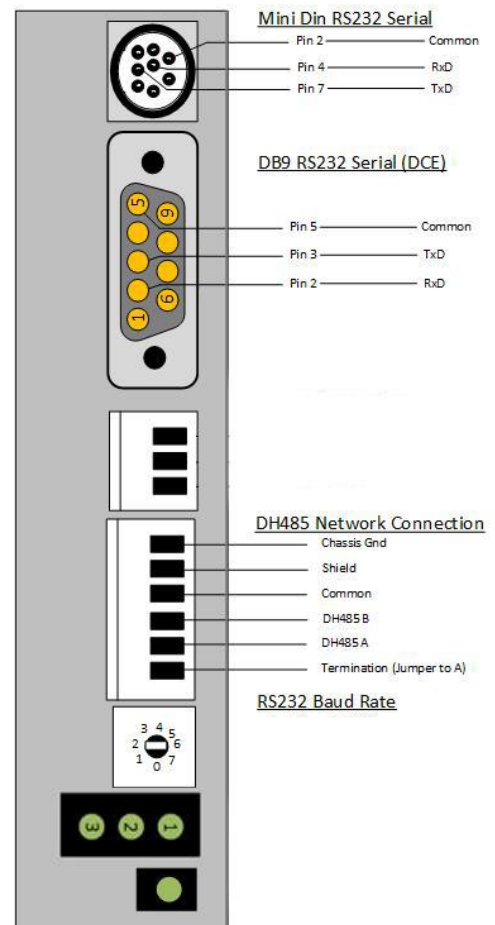 Mini Din RS232 Serial
Pin 2 Common
Pin 4 RxD
Pin 7 TxD
DB9 RS232 Serial (DCE)
5
9
Pin 5 Common
Pin 3 TxD
Pin 2 RxD
6
1
DH485 Network Connection
Chassis Gnd
Shield
Common
DH485 B
DH485 A
Termination (Jumper to A)
RS232 Baud Rate
3 4 5
2 6
1 0 7
3 2 1